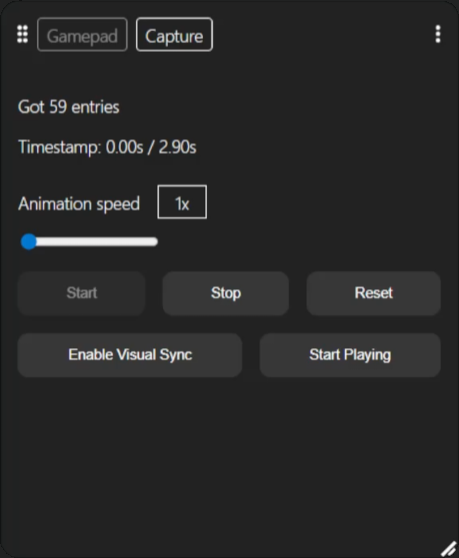 Gamepad Capture
Got 59 entries
Timestamp: 0.00s / 2.90s
Animation speed 1x
Start Stop Reset
Enable Visual Sync Start Playing